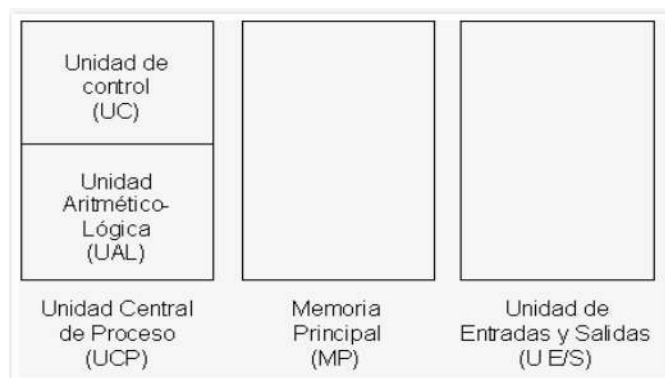 Unidad de
control
(UC)
Unidad
Aritmético-
Lógica
(UAL)
Unidad Central
de Proceso
(UCP)
Memoria
Principal
(MP)
Unidad de
Entradas y Salidas
(U E/S)